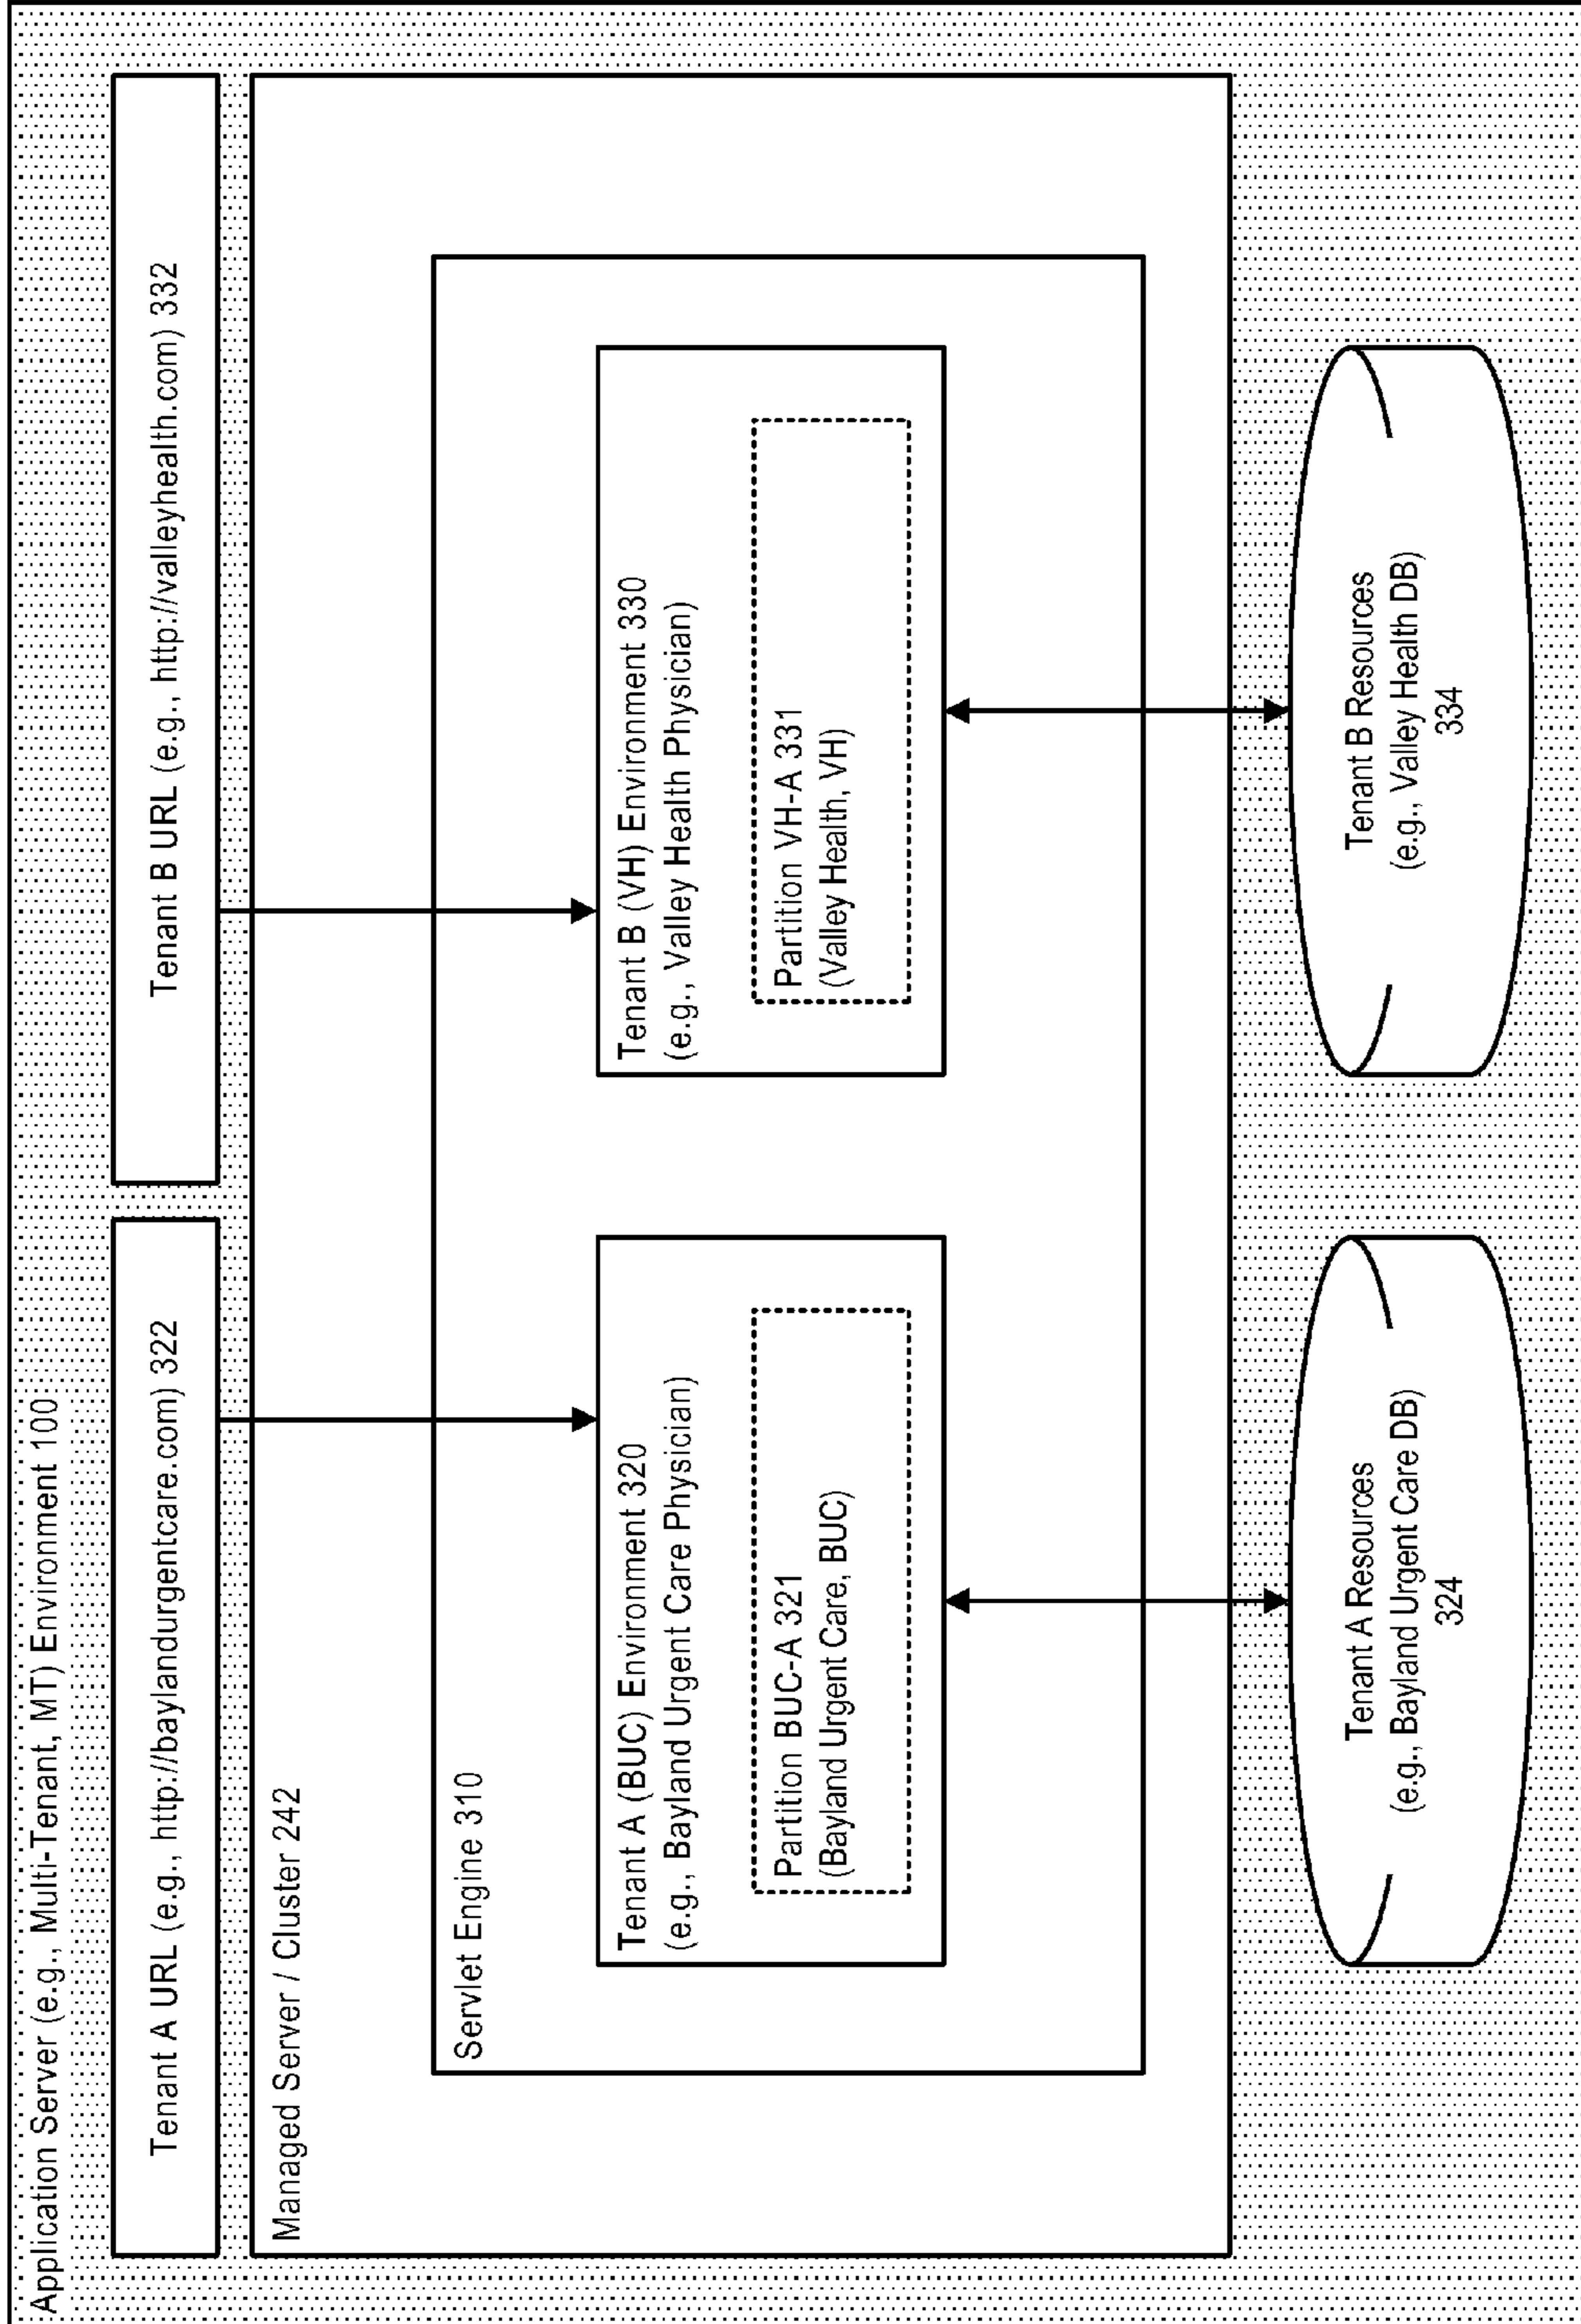 Application Server (e.g., Multi-Tenant, MT) Environment 100
Tenant A URL (e.g., http://baylandurgentcare.com) 322
Tenant B URL (e.g., http://valleyhealth.com) 332
Managed Server / Cluster 242
Servlet Engine 310
Tenant A (BUC) Environment 320
(e.g., Bayland Urgent Care Physician)
Partition BUC-A 321
(Bayland Urgent Care, BUC)
Tenant B (VH) Environment 330
(e.g., Valley Health Physician)
Partition VH-A 331
(Valley Health, VH)
Tenant A Resources
(e.g., Bayland Urgent Care DB)
324
Tenant B Resources
(e.g., Valley Health DB)
334